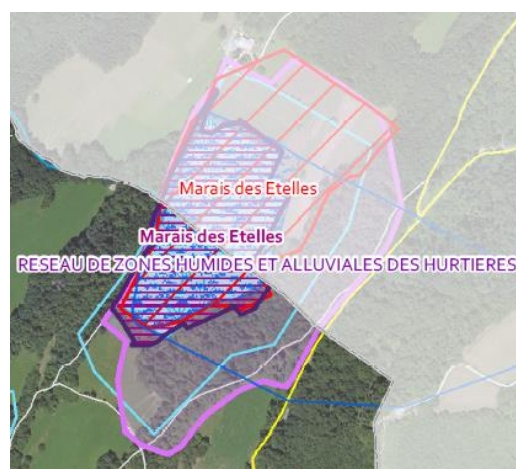 Marais des Etelles
Marais des Etelles
RESEAU DE ZONES HUMIDES ET ALLUVIALES DES HURTIERES